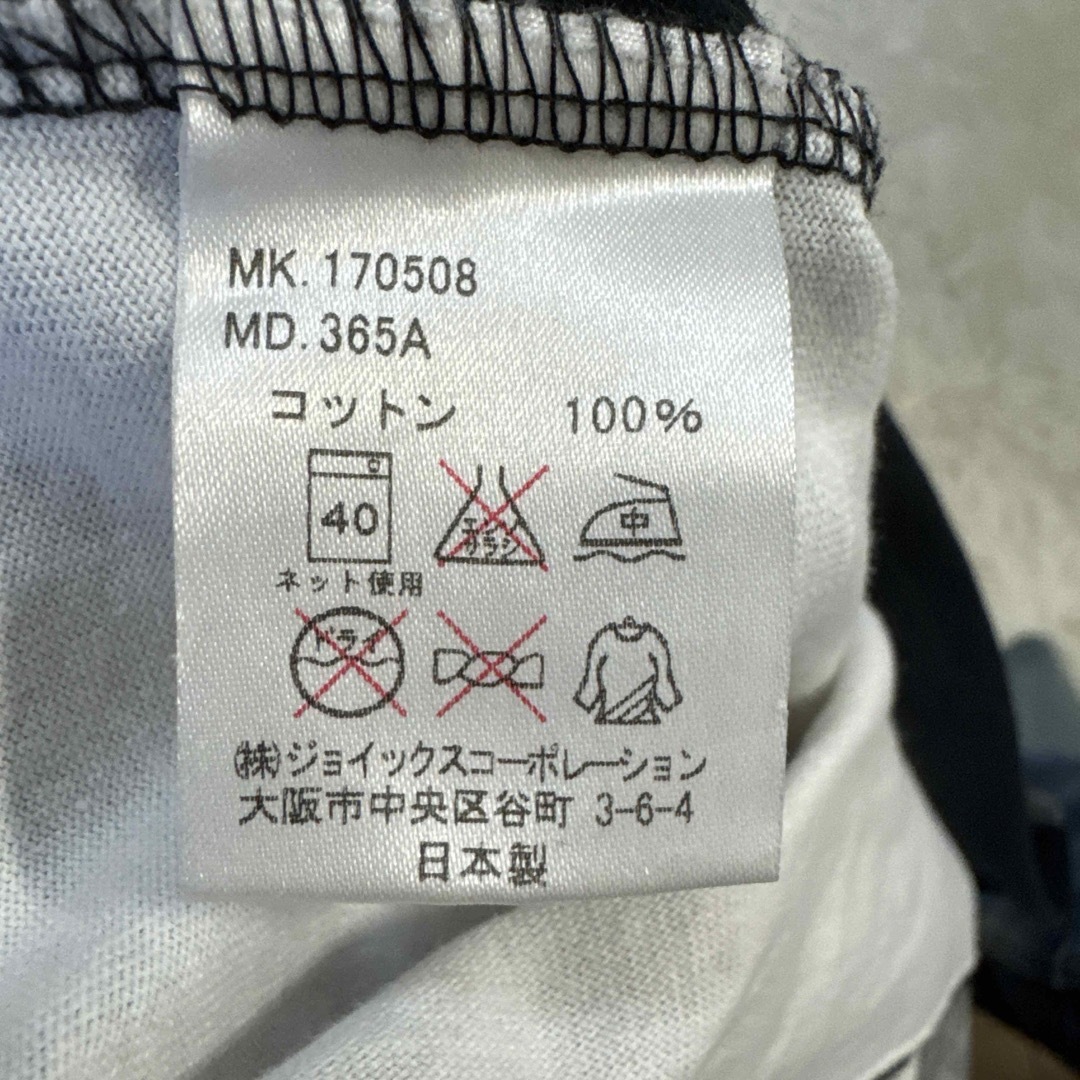 MK.170508
MD.365A
コットン 100%
40
エンソ
サラシ
中
ネット使用
ドライ
㈱ジョイックスコーポレーション
大阪市中央区谷町 3-6-4
日本製